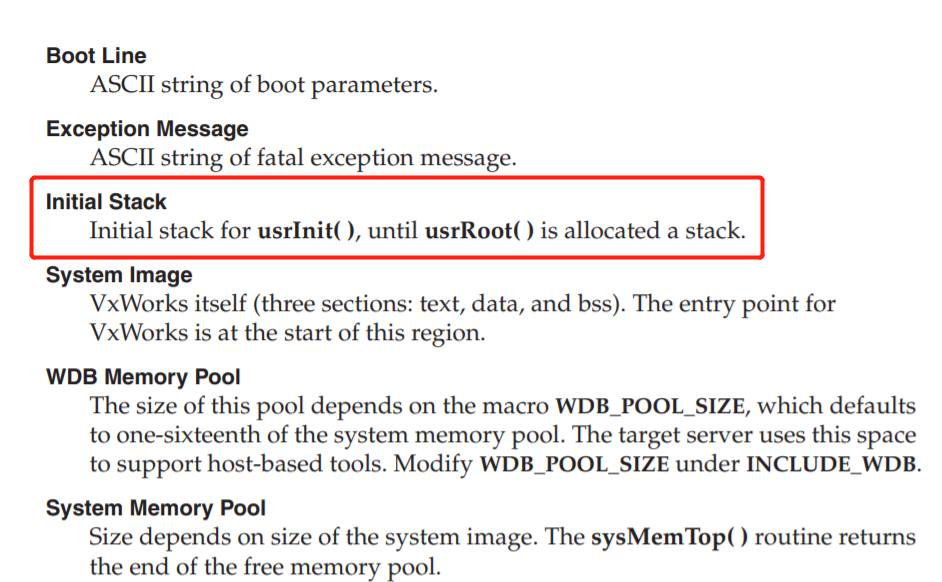 Boot Line
ASCII string of boot parameters.
Exception Message
ASCII string of fatal exception message.
Initial Stack
Initial stack for usrInit( ), until usrRoot( ) is allocated a stack.
System Image
VxWorks itself (three sections: text, data, and bss). The entry point for
VxWorks is at the start of this region.
WDB Memory Pool
The size of this pool depends on the macro WDB_POOL_SIZE, which defaults
to one-sixteenth of the system memory pool. The target server uses this space
to support host-based tools. Modify WDB_POOL_SIZE under INCLUDE_WDB.
System Memory Pool
Size depends on size of the system image. The sysMemTop( ) routine returns
the end of the free memory pool.